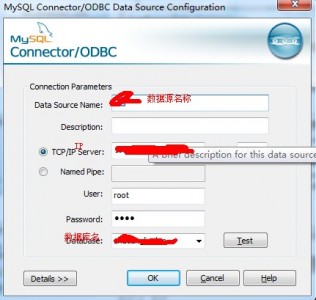 MySQL Connector/ODBC Data Source Configuration
MySQL
Connector/ODBC
Connection Parameters
Data Source Name: 数据源名称
Description:
IP
TCP/IP Server:
A brief description for this data source
Named Pipe:
User: root
Password: ••••
数据库名
Database: Test
Details >> OK Cancel Help